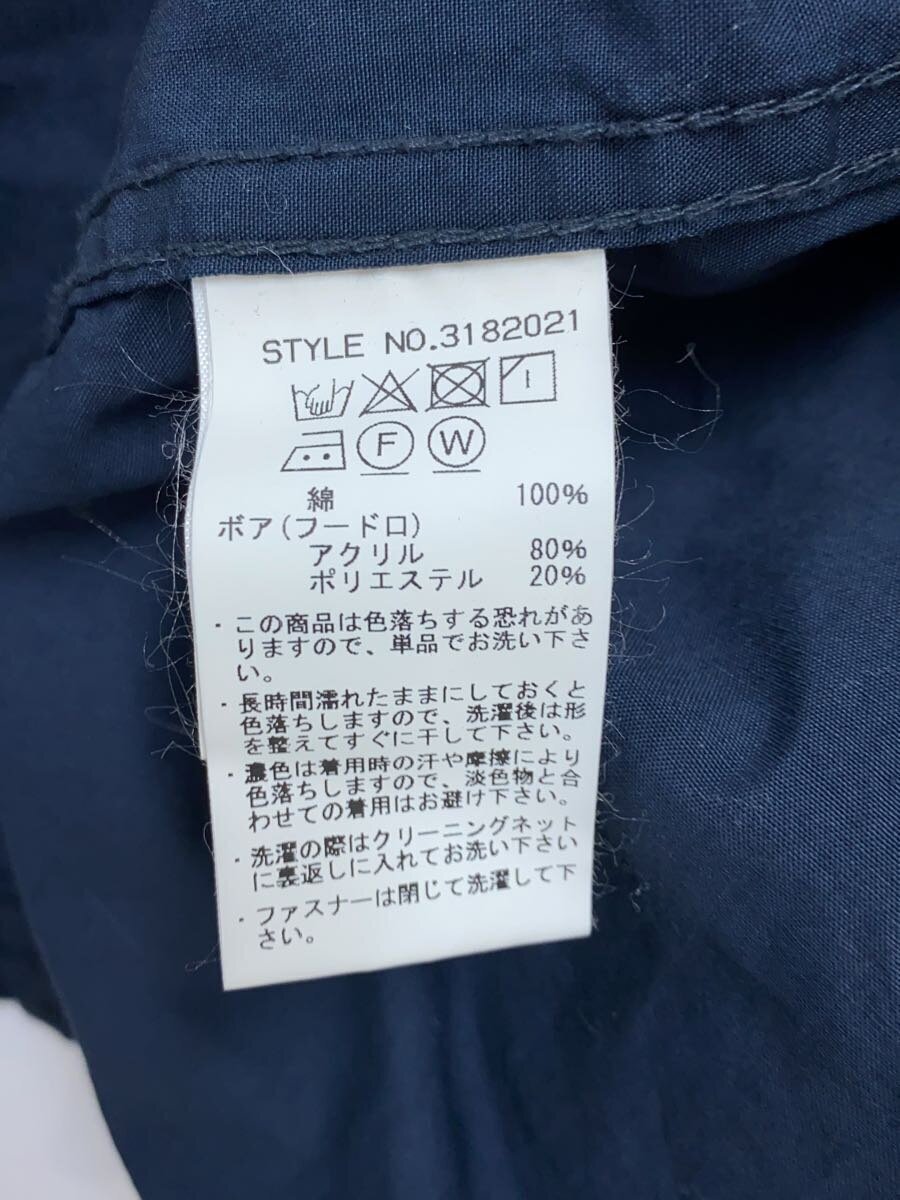 STYLE NO.3182021
F W
綿 100%
ボア(フードロ)
アクリル 80%
ポリエステル 20%
・この商品は色落ちする恐れがあ
りますので、単品でお洗い下さ
い。
・長時間濡れたままにしておくと
色落ちしますので、洗濯後は形
を整えてすぐに干して下さい。
・濃色は着用時の汗や摩擦により
色落ちしますので、淡色物と合
わせての着用はお避け下さい。
・洗濯の際はクリーニングネット
に裏返しに入れてお洗い下さい
・ファスナーは閉じて洗濯して下
さい。